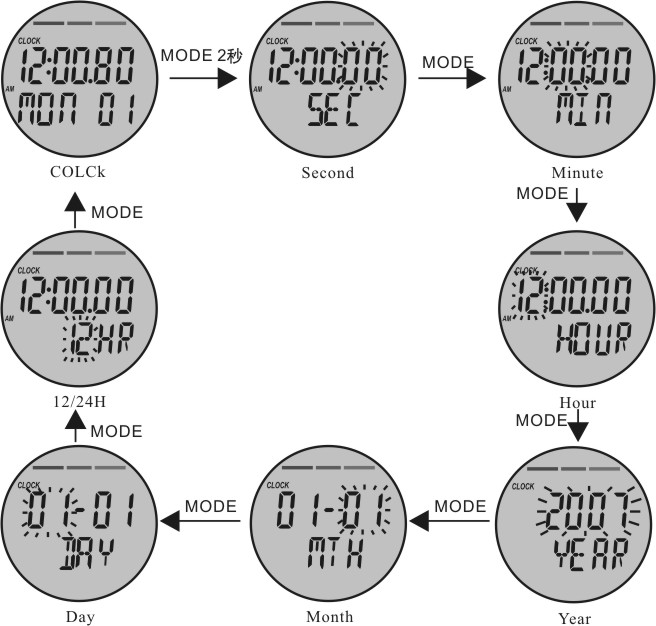 CLOCK
12:00.80
AM
MON 01
COLCk
MODE 2秒
CLOCK
12:00.00
SEC
Second
MODE
CLOCK
12:00:00
AM
MIN
Minute
MODE
CLOCK
12:00.00
AM
HOUR
Hour
MODE
CLOCK
2007
YEAR
Year
MODE
01-01
MTH
Month
MODE
CLOCK
01-01
DAY
Day
MODE
CLOCK
12:00.00
12HR
AM
12/24H
MODE